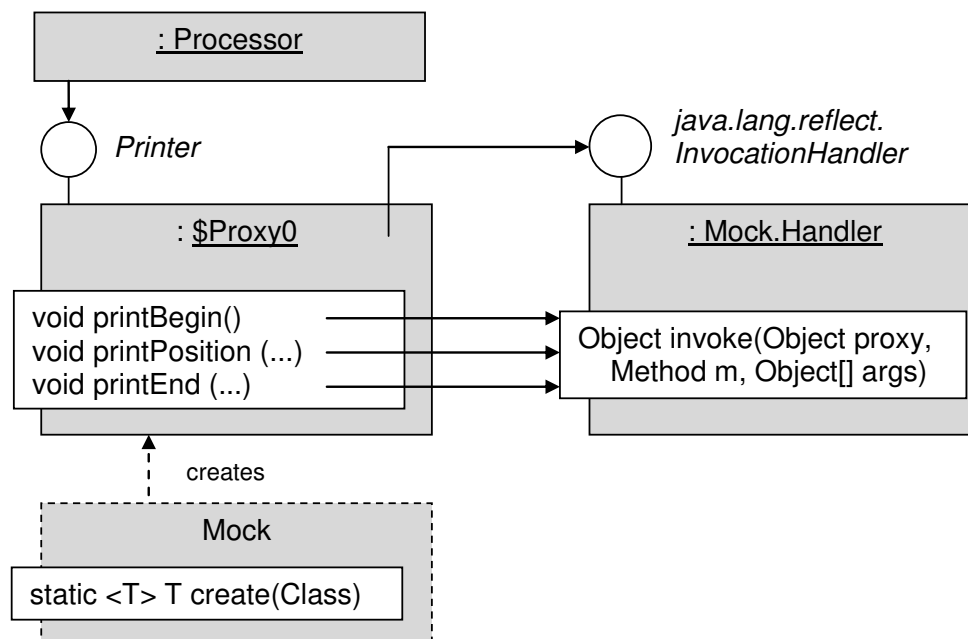 : Processor
Printer
java.lang.reflect.
InvocationHandler
: $Proxy0
: Mock.Handler
void printBegin()
void printPosition (...)
void printEnd (...)
Object invoke(Object proxy,
Method m, Object[] args)
creates
Mock
static <T> T create(Class)